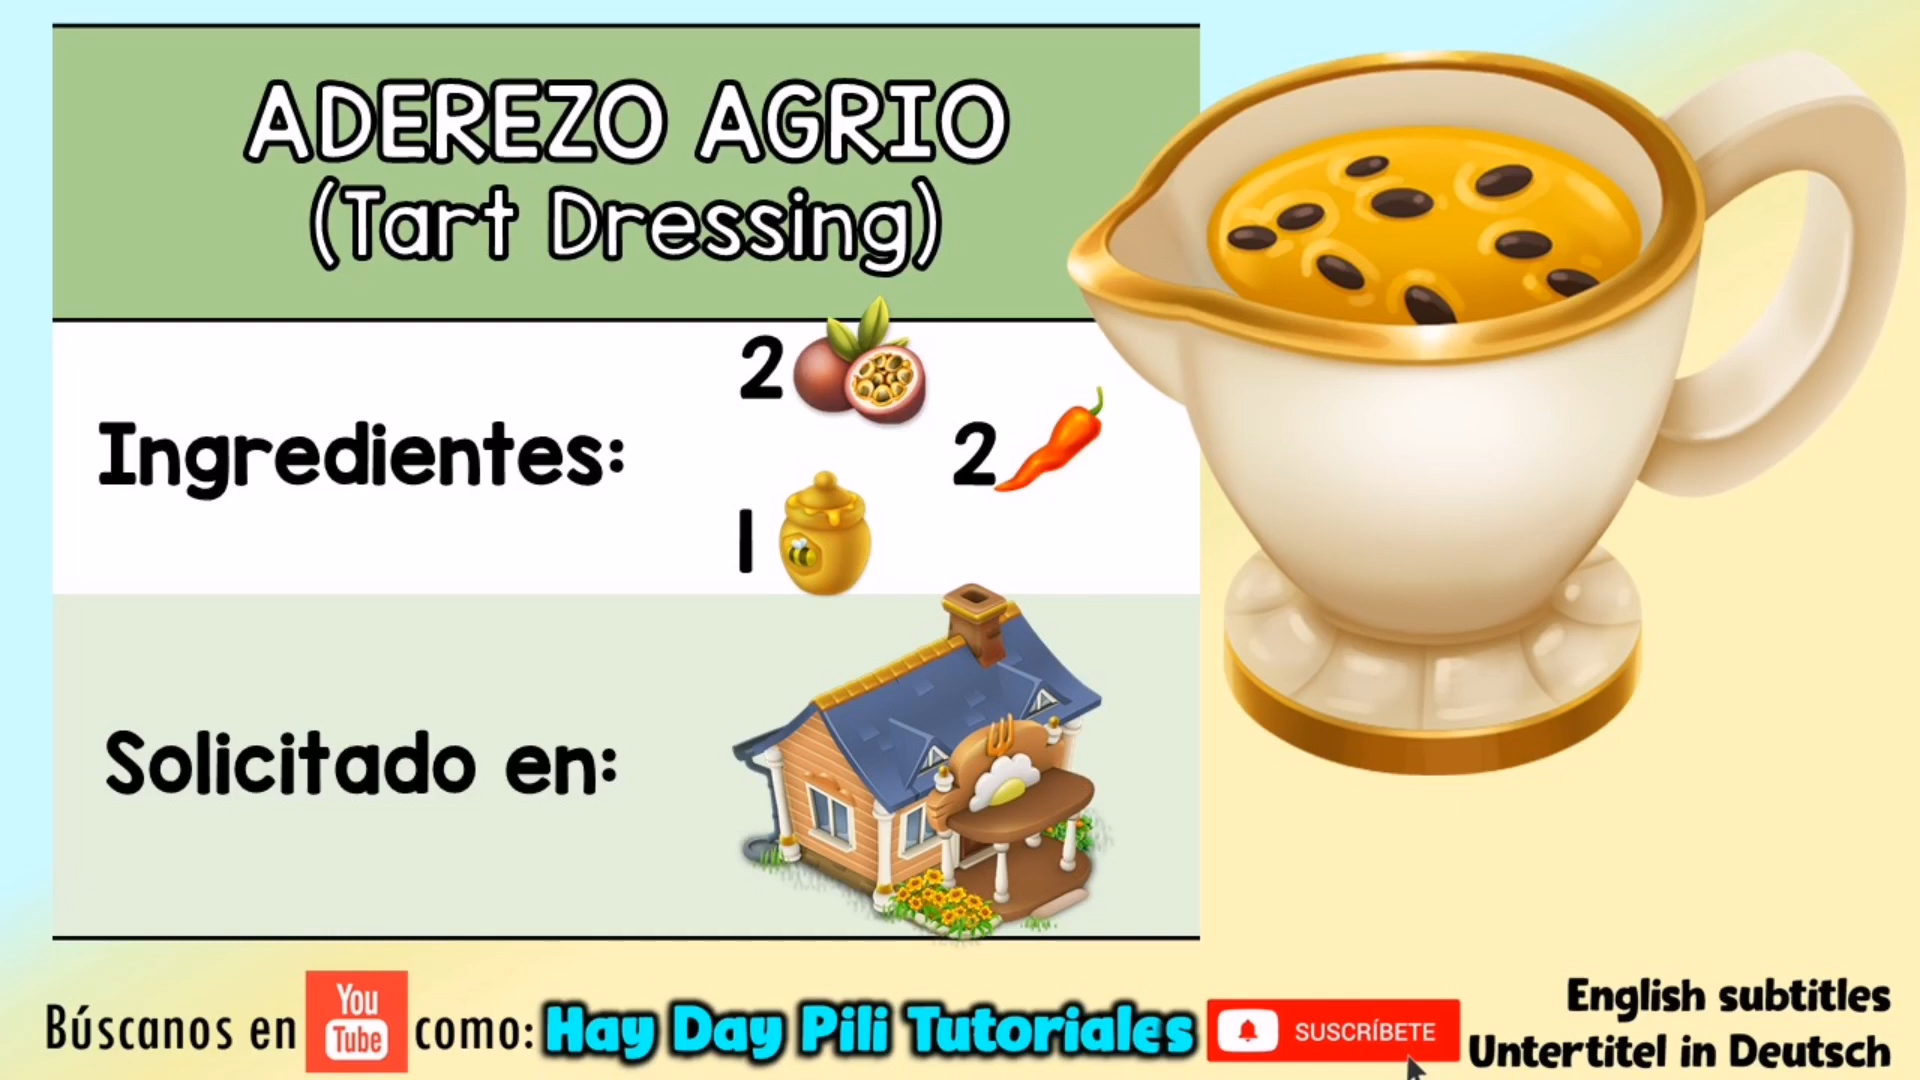 ADEREZO AGRIO
(Tart Dressing)
2
Ingredientes:
2
1
Solicitado en:
Búscanos en You Tube como: Hay Day Pili Tutoriales SUSCRÍBETE
English subtitles
Untertitel in Deutsch